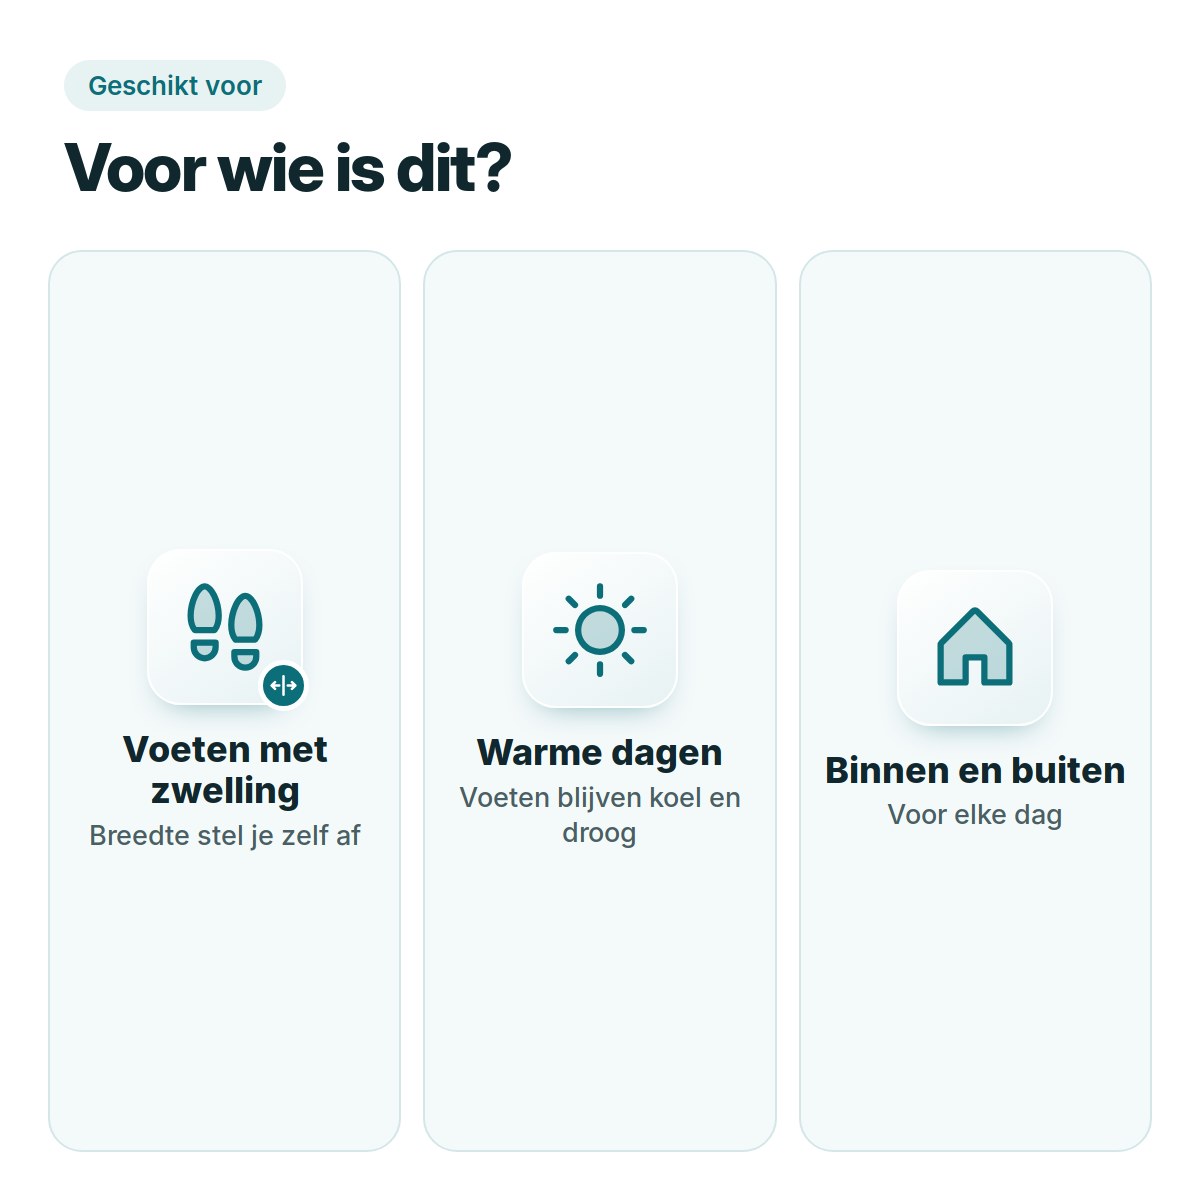 Geschikt voor
Voor wie is dit?
Voeten met
zwelling
Breedte stel je zelf af
Warme dagen
Voeten blijven koel en
droog
Binnen en buiten
Voor elke dag